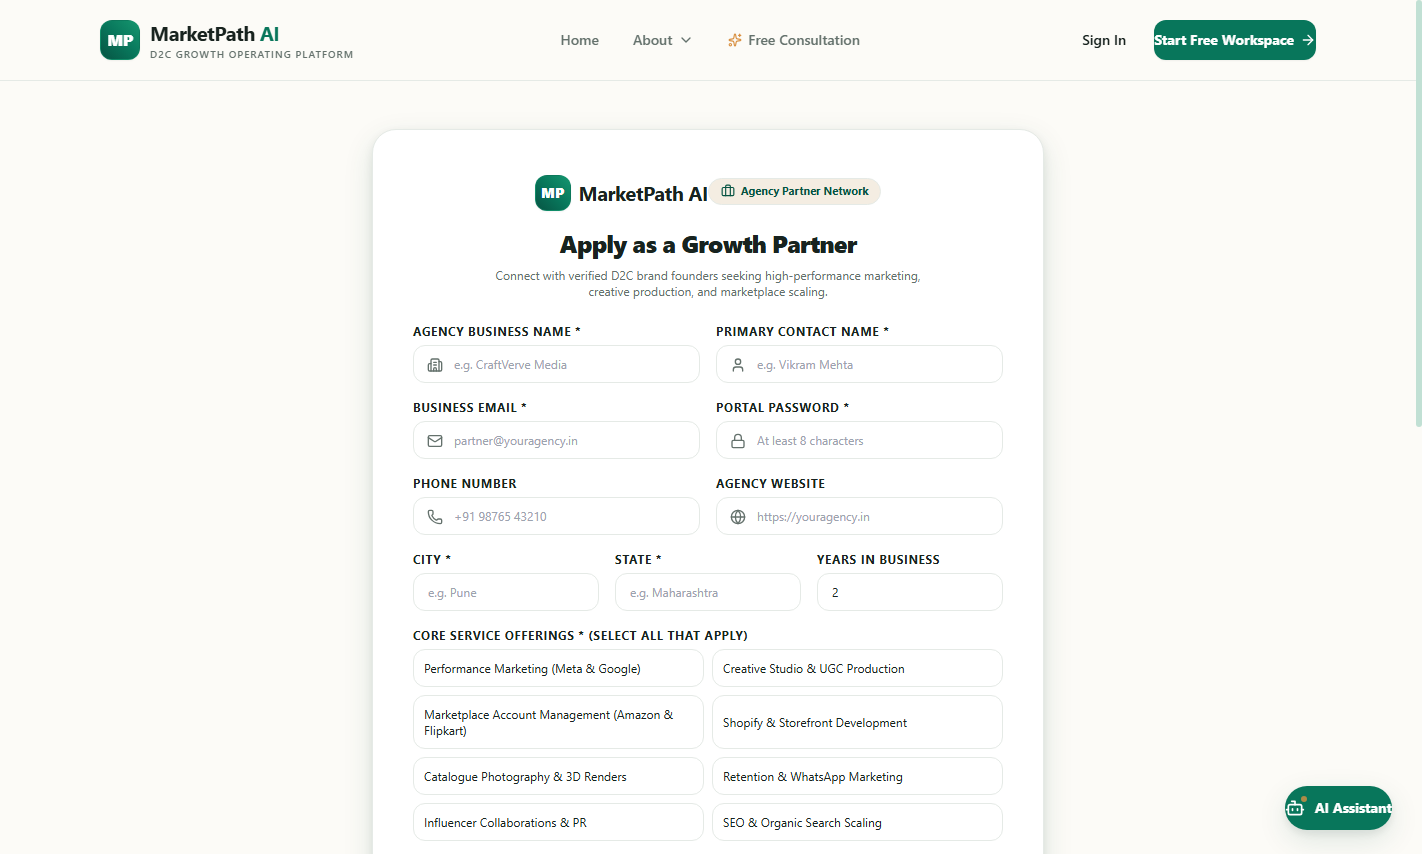 MP
MarketPath AI
D2C GROWTH OPERATING PLATFORM
Home
About
Free Consultation
Sign In
Start Free Workspace
MP
MarketPath AI
Agency Partner Network
Apply as a Growth Partner
Connect with verified D2C brand founders seeking high-performance marketing,
creative production, and marketplace scaling.
AGENCY BUSINESS NAME *
PRIMARY CONTACT NAME *
e.g. CraftVerve Media
e.g. Vikram Mehta
BUSINESS EMAIL *
PORTAL PASSWORD *
partner@youragency.in
At least 8 characters
PHONE NUMBER
AGENCY WEBSITE
+91 98765 43210
https://youragency.in
CITY *
STATE *
YEARS IN BUSINESS
e.g. Pune
e.g. Maharashtra
2
CORE SERVICE OFFERINGS * (SELECT ALL THAT APPLY)
Performance Marketing (Meta & Google)
Creative Studio & UGC Production
Marketplace Account Management (Amazon &
Flipkart)
Shopify & Storefront Development
Catalogue Photography & 3D Renders
Retention & WhatsApp Marketing
Influencer Collaborations & PR
SEO & Organic Search Scaling
AI Assistant